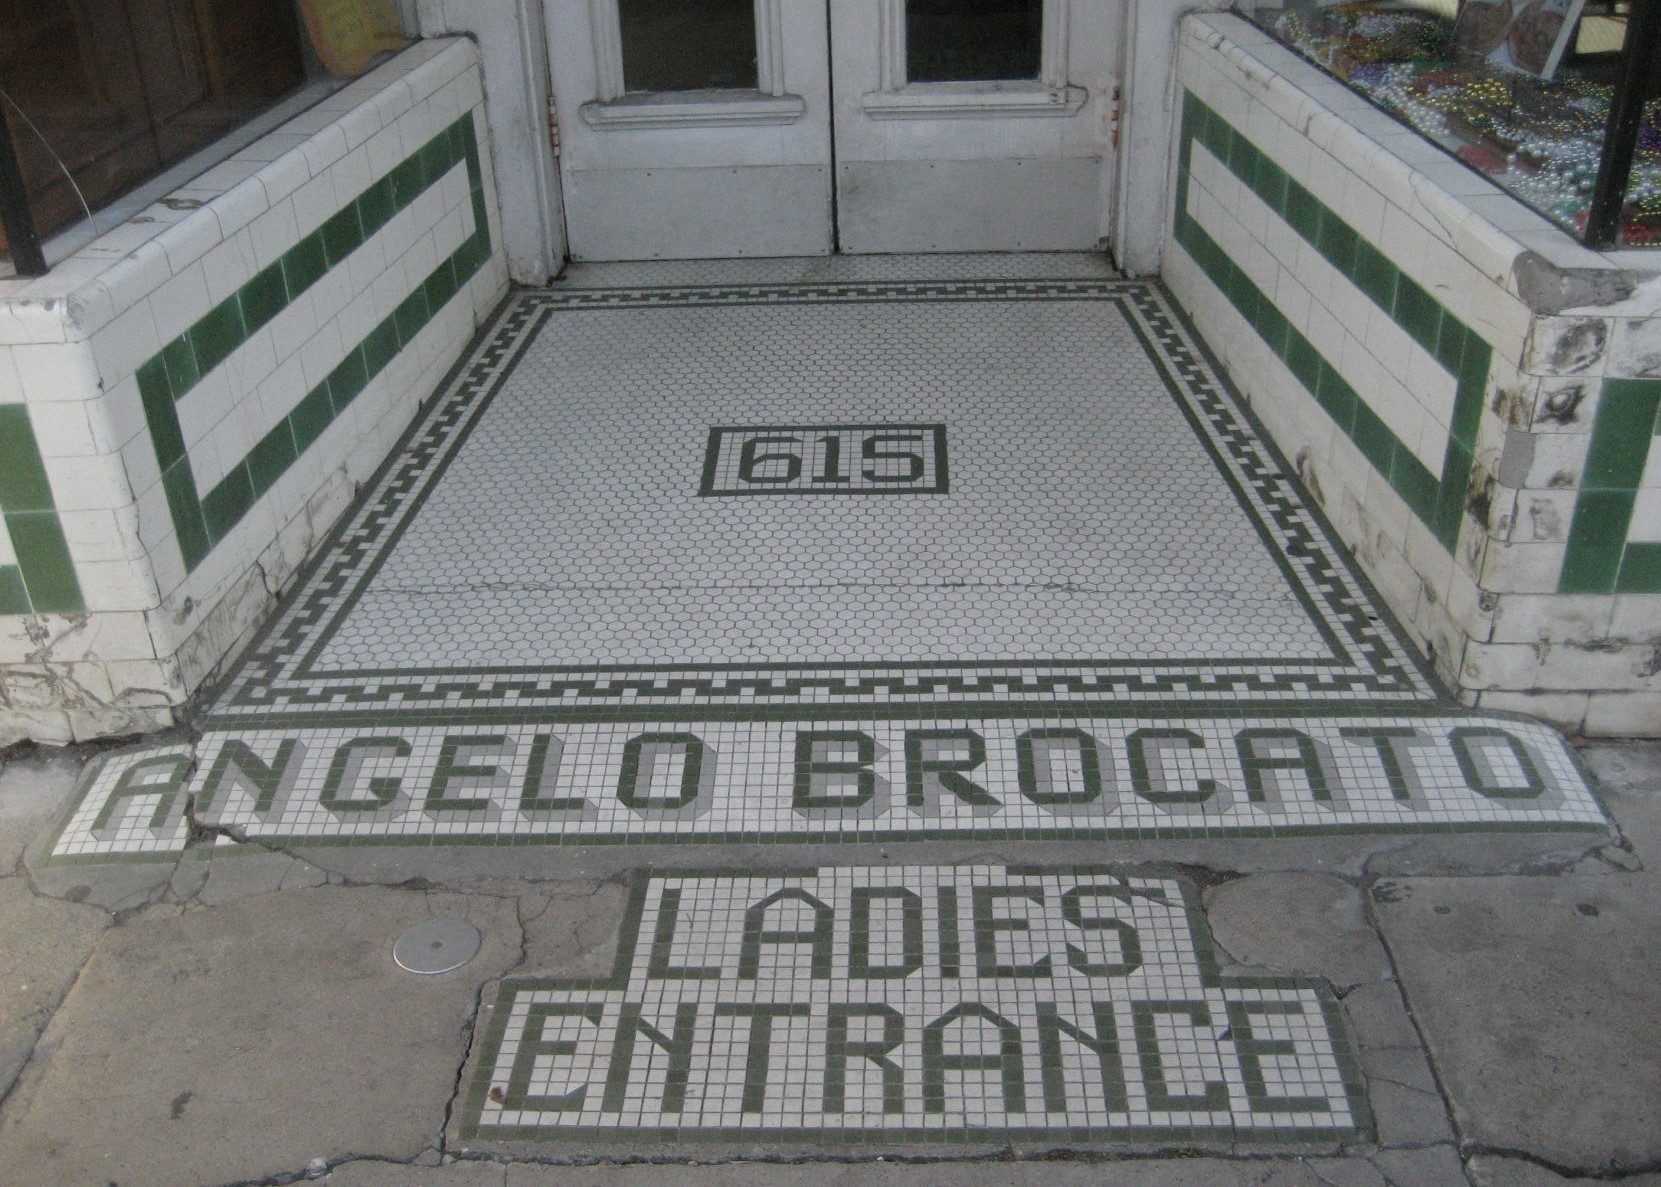 615
ANGELO BROCATO
LADIES
ENTRANCE